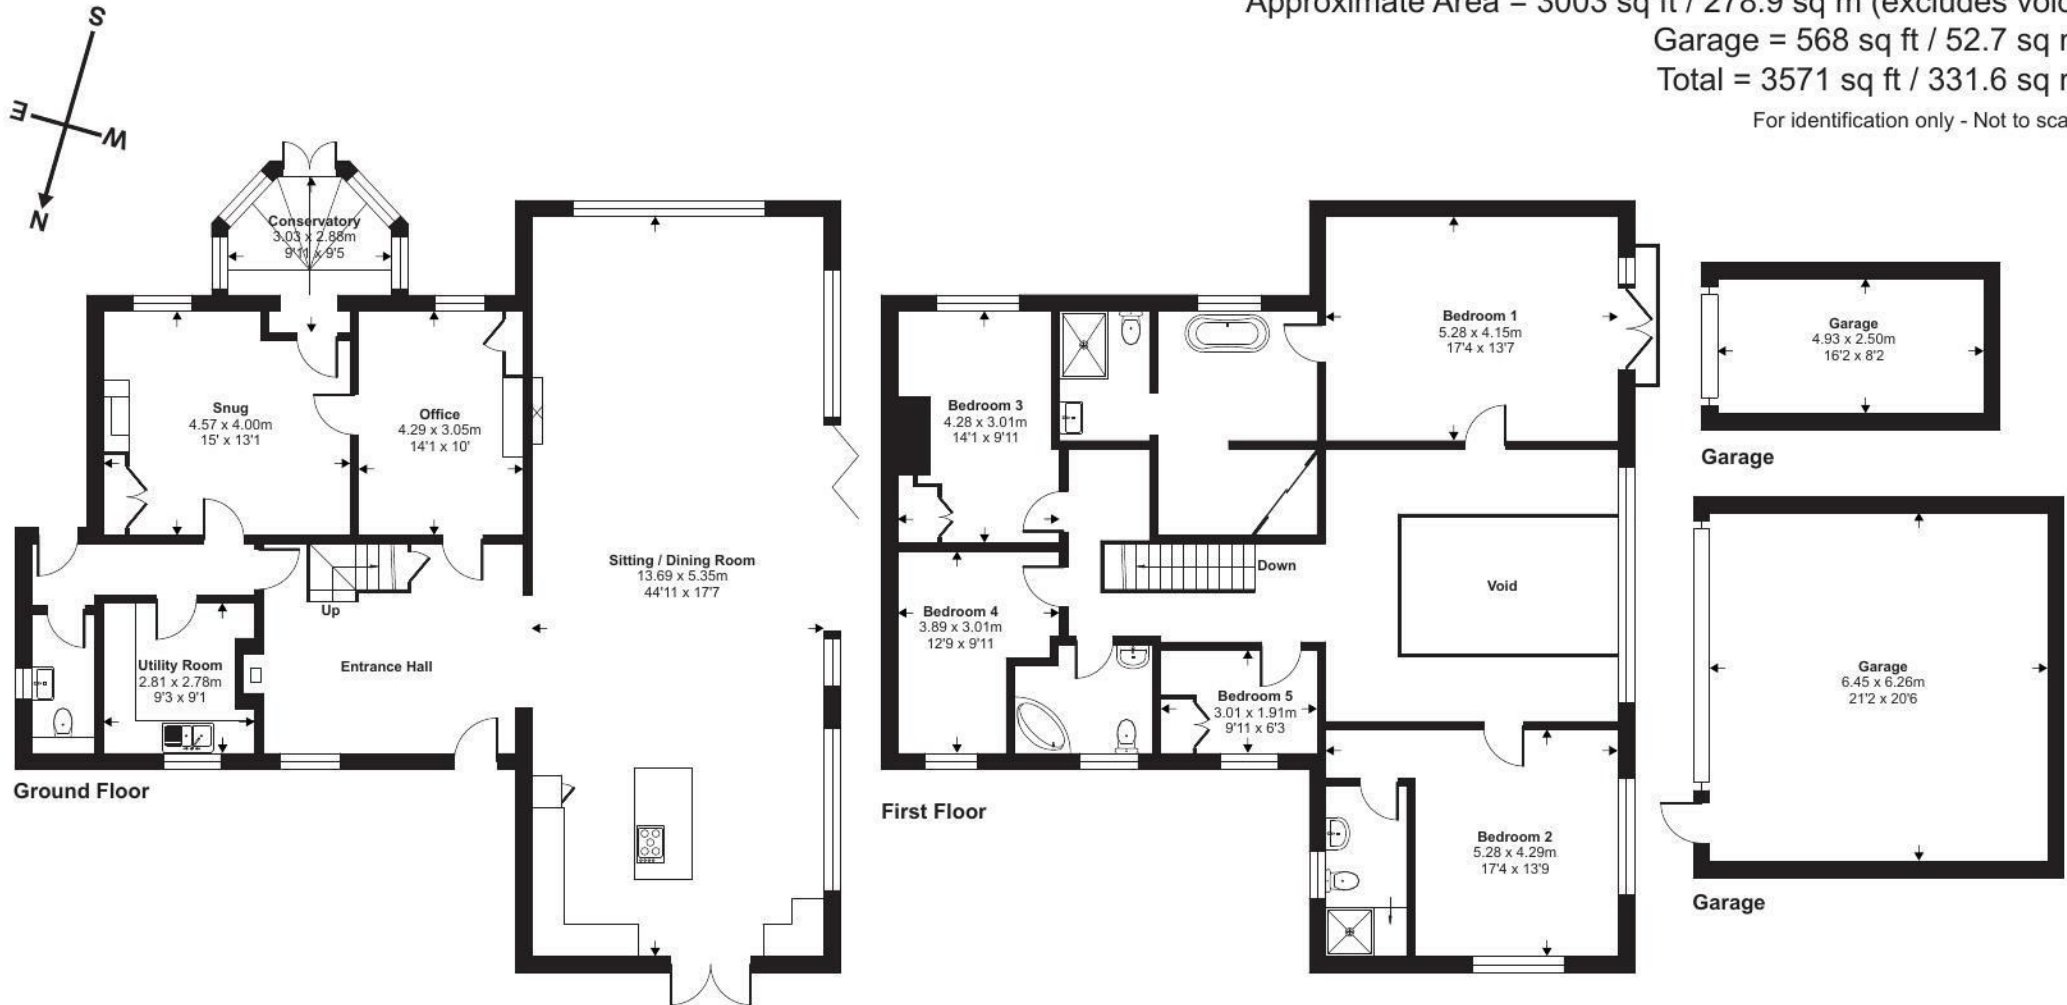 Approximate Area = 3003 sq ft / 278.9 sq m (excludes
Garage = 568 sq ft / 52.7 sq
Total = 3571 sq ft / 331.6 sq
For identification only - Not to
S
E
W
N
Conservatory
3.03 x 2.88m
9'11 x 9'5
Snug
4.57 x 4.00m
15' x 13'1
Office
4.29 x 3.05m
14'1 x 10'
Sitting / Dining Room
13.69 x 5.35m
44'11 x 17'7
Up
Entrance Hall
Utility Room
2.81 x 2.78m
9'3 x 9'1
Ground Floor
Bedroom 1
5.28 x 4.15m
17'4 x 13'7
Bedroom 3
4.28 x 3.01m
14'1 x 9'11
Down
Void
Bedroom 4
3.89 x 3.01m
12'9 x 9'11
Bedroom 5
3.01 x 1.91m
9'11 x 6'3
Bedroom 2
5.28 x 4.29m
17'4 x 13'9
First Floor
Garage
4.93 x 2.50m
16'2 x 8'2
Garage
Garage
6.45 x 6.26m
21'2 x 20'6
Garage